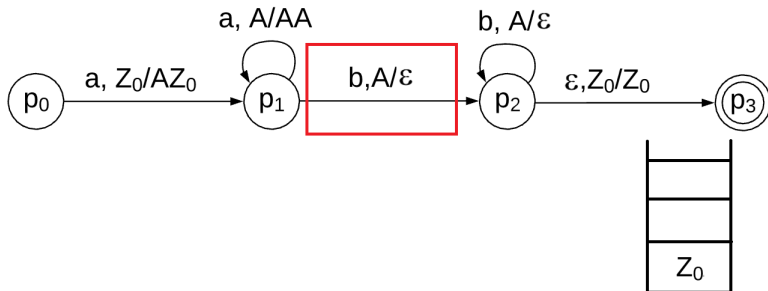 a, A/AA
b, A/ε
a, Z₀/AZ₀
b,A/ε
ε,Z₀/Z₀
p₀
p₁
p₂
p₃
Z₀